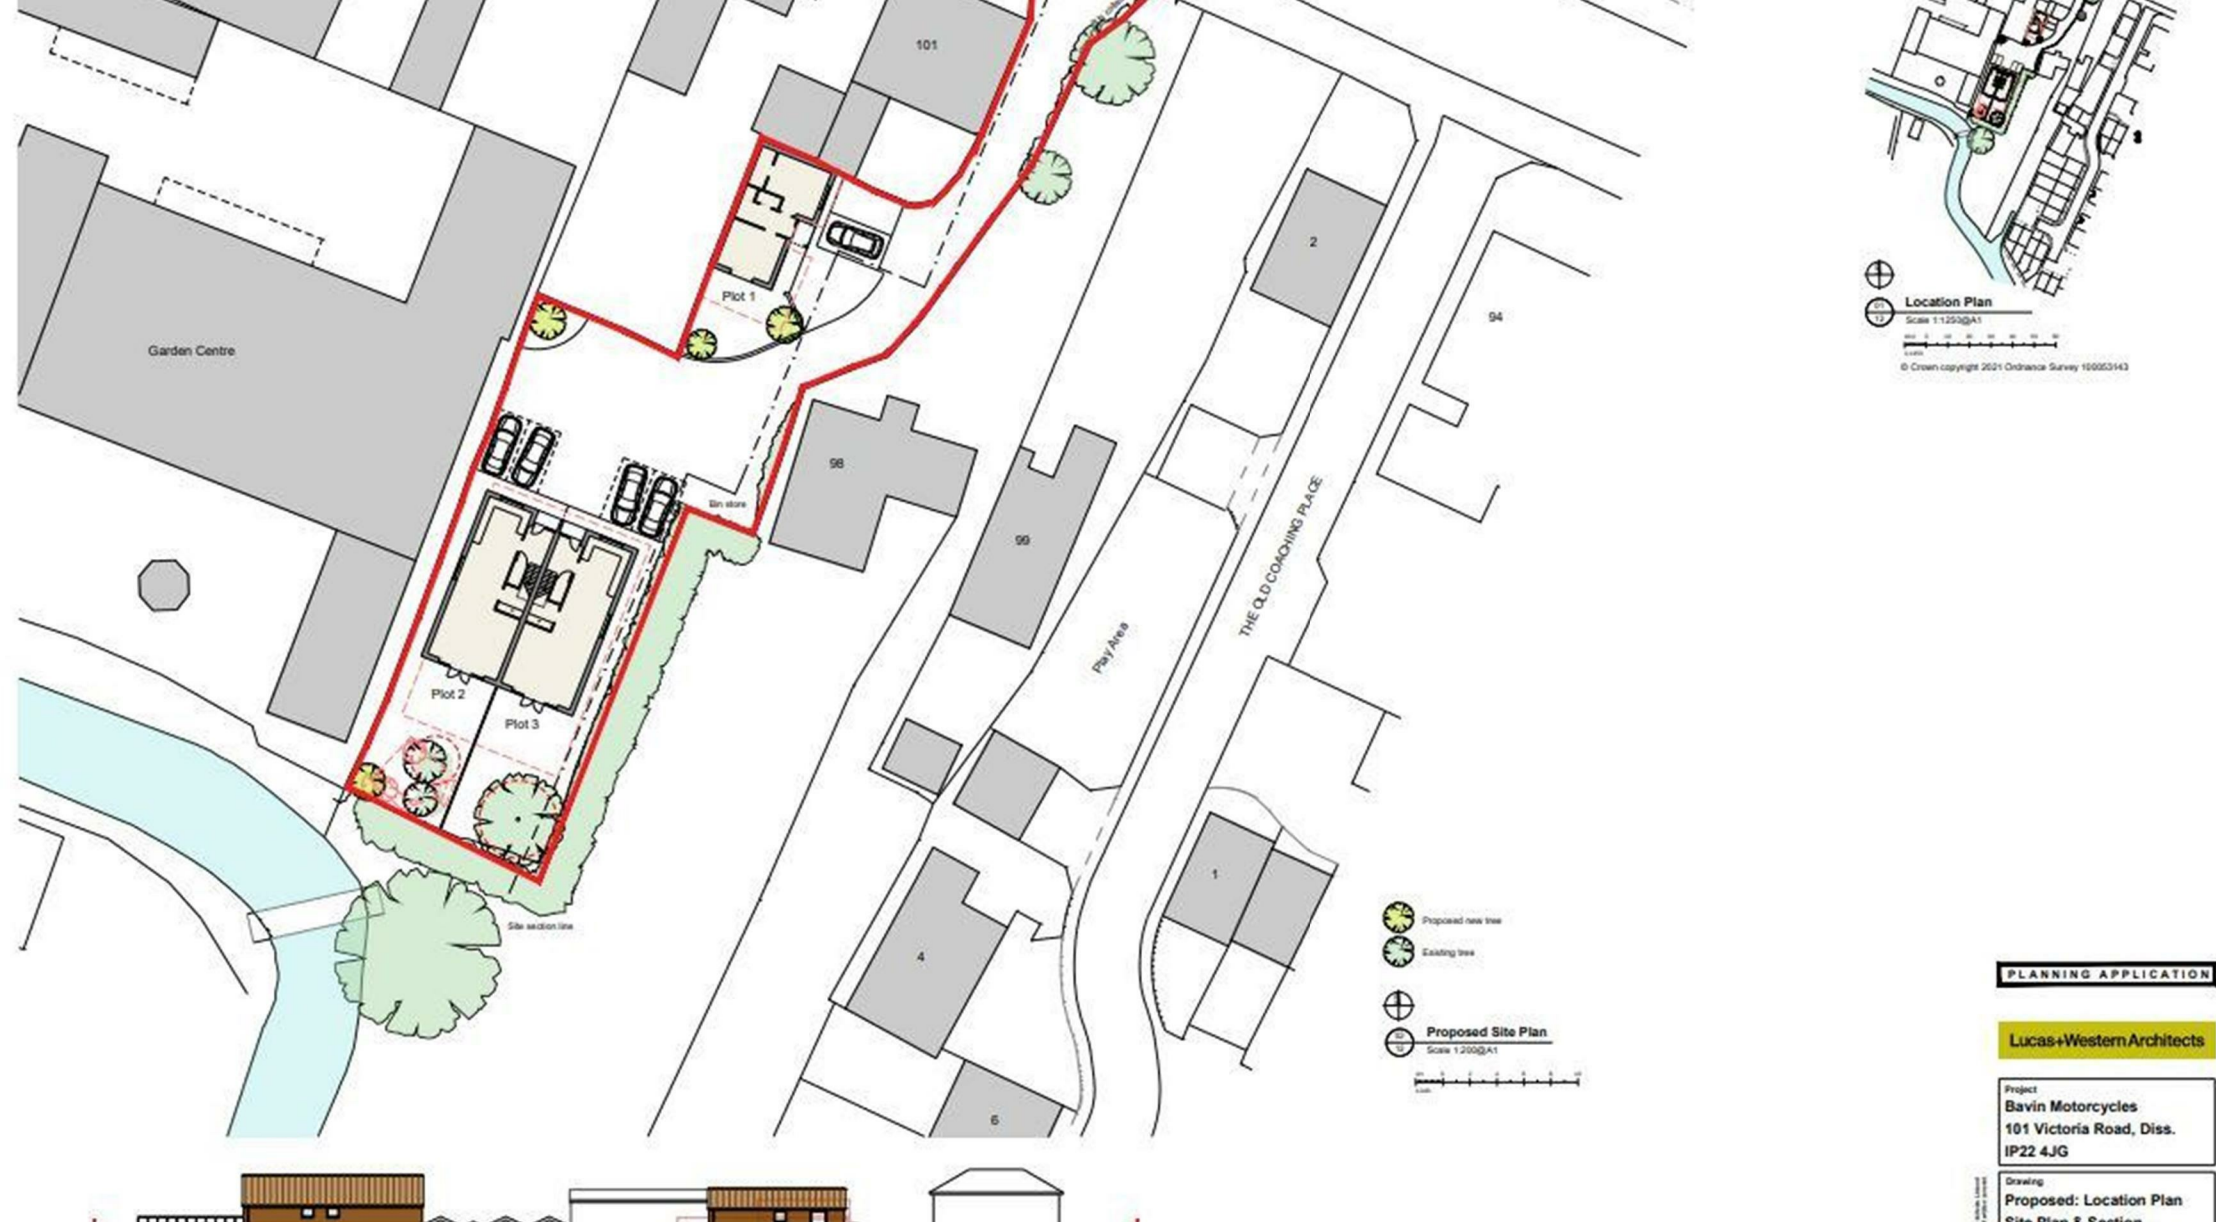 101
2
94
Plot 1
Garden Centre
98
Bin store
99
THE OLD COACHING PLACE
Play Area
Plot 2
Plot 3
Site section line
1
4
6
Proposed new tree
Existing tree
Proposed Site Plan
Scale 1:200@A1
Location Plan
Scale 1:1250@A1
© Crown copyright 2021 Ordnance Survey 100053143
PLANNING APPLICATION
Lucas+Western Architects
Project
Bavin Motorcycles
101 Victoria Road, Diss.
IP22 4JG
Drawing
Proposed: Location Plan
Site Plan & Section